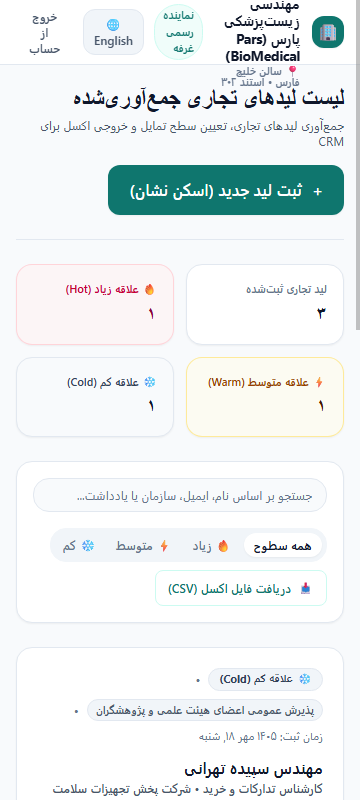 مهندسی
زیست‌پزشکی
پارس (Pars
BioMedical)
📍 سالن خلیج
فارس • استند ۳۰۲
نماینده
رسمی
غرفه
🌐
English
خروج
از
حساب
لیست لیدهای تجاری جمع‌آوری‌شده
جمع‌آوری لیدهای تجاری، تعیین سطح تمایل و خروجی اکسل برای
CRM
+ ثبت لید جدید (اسکن نشان)
لید تجاری ثبت‌شده
۳
🔥 علاقه زیاد (Hot)
۱
⚡ علاقه متوسط (Warm)
۱
❄️ علاقه کم (Cold)
۱
جستجو بر اساس نام، ایمیل، سازمان یا یادداشت...
همه سطوح
🔥 زیاد
⚡ متوسط
❄️ کم
📥 دریافت فایل اکسل (CSV)
❄️ علاقه کم (Cold) •
پذیرش عمومی اعضای هیئت علمی و پژوهشگران •
زمان ثبت: ۱۴۰۵ مهر ۱۸, شنبه
مهندس سپیده تهرانی
کارشناس تدارکات و خرید • شرکت پخش تجهیزات سلامت